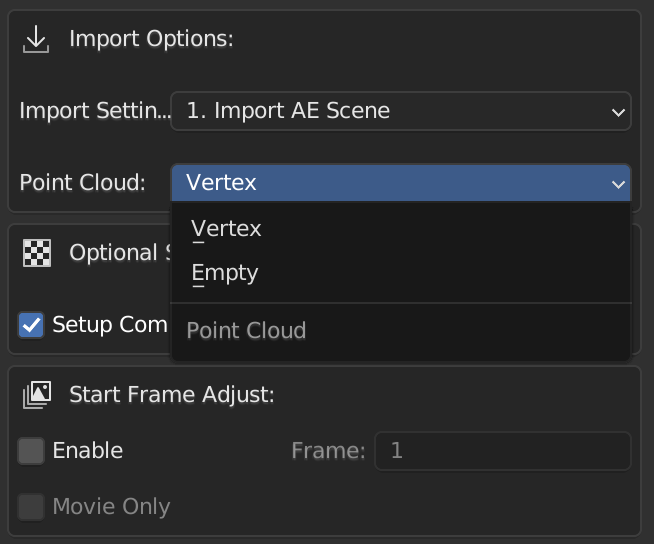 Import Options:
Import Settin... 1. Import AE Scene
Point Cloud: Vertex
Vertex
Optional S
Empty
Setup Com
Point Cloud
Start Frame Adjust:
Enable Frame: 1
Movie Only